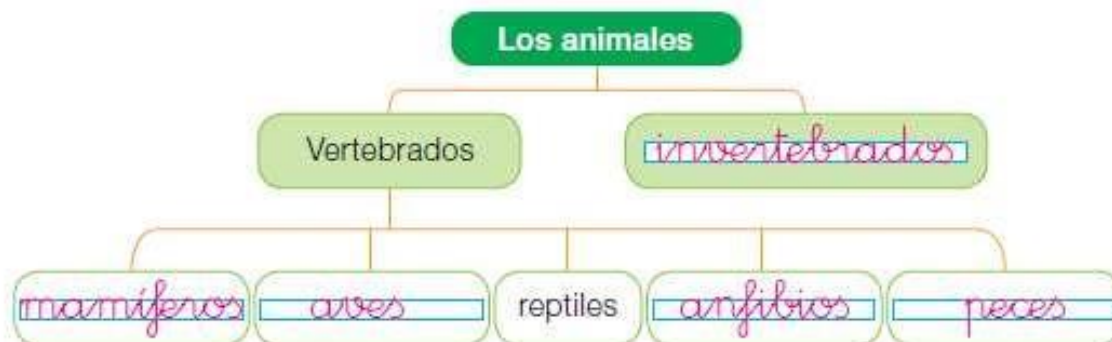 Los animales
Vertebrados invertebrados
mamíferos aves reptiles anfibios peces